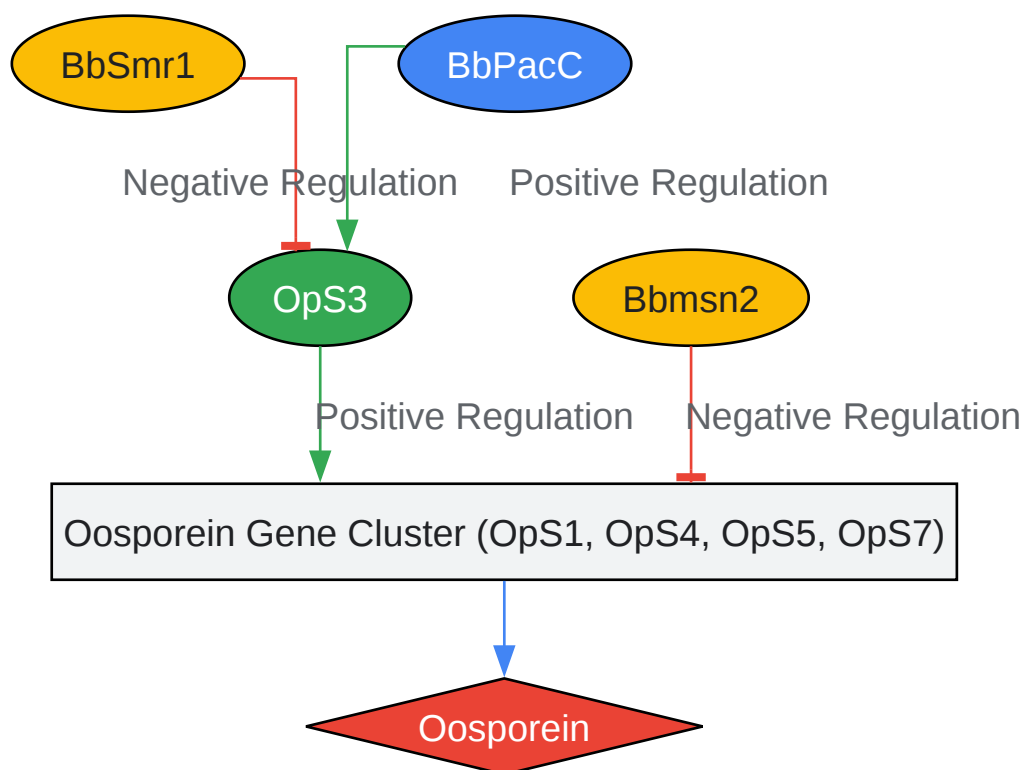 BbSmr1
BbPacC
Negative Regulation
Positive Regulation
OpS3
Bbmsn2
Positive Regulation
Negative Regulation
Oosporein Gene Cluster (OpS1, OpS4, OpS5, OpS7)
Oosporein